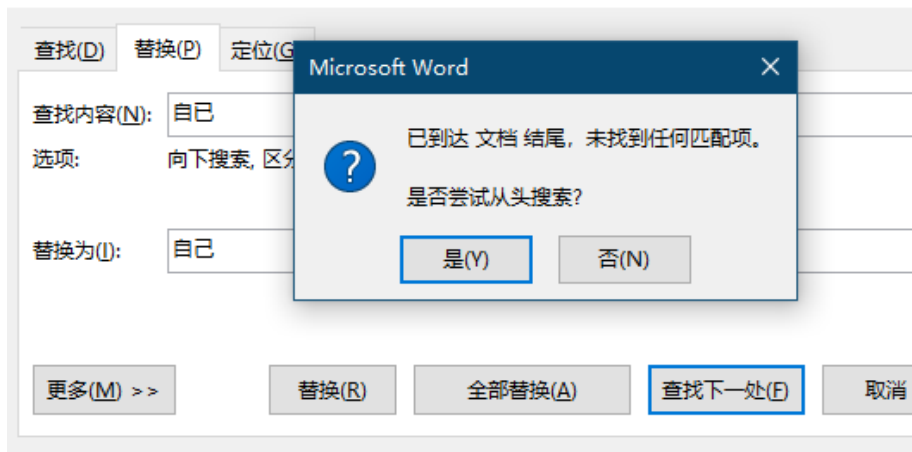 查找(D) 替换(P) 定位(G
Microsoft Word
查找内容(N): 自已
已到达 文档 结尾，未找到任何匹配项。
选项: 向下搜索, 区分
是否尝试从头搜索?
替换为(I): 自己
是(Y) 否(N)
更多(M) >> 替换(R) 全部替换(A) 查找下一处(F) 取消